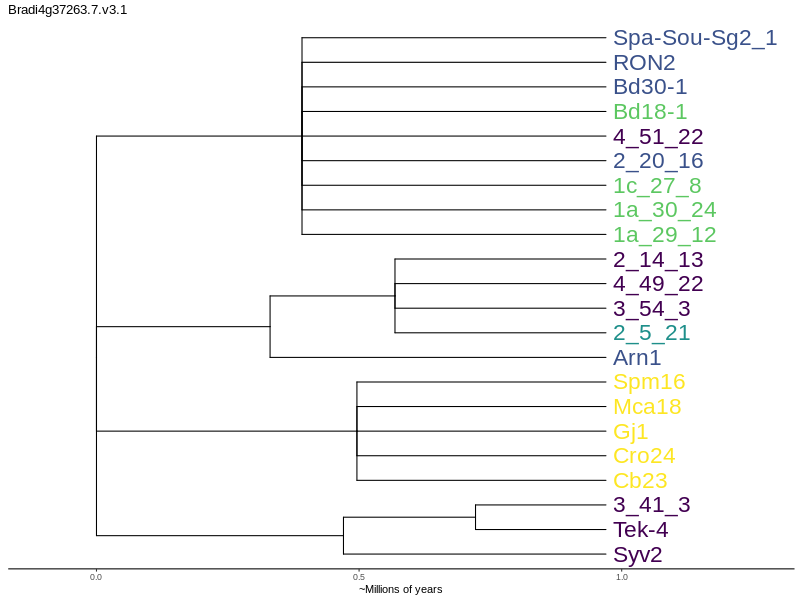 Bradi4g37263.7.v3.1
Spa-Sou-Sg2_1
RON2
Bd30-1
Bd18-1
4_51_22
2_20_16
1c_27_8
1a_30_24
1a_29_12
2_14_13
4_49_22
3_54_3
2_5_21
Arn1
Spm16
Mca18
Gj1
Cro24
Cb23
3_41_3
Tek-4
Syv2
0.0 0.5 1.0
~Millions of years